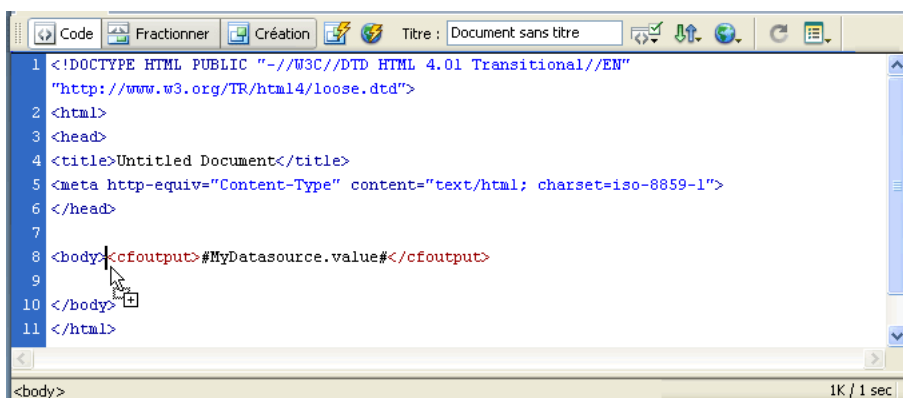 Code Fractionner Création Titre : Document sans titre
1 <!DOCTYPE HTML PUBLIC "-//W3C//DTD HTML 4.01 Transitional//EN"
"http://www.w3.org/TR/html4/loose.dtd">
2 <html>
3 <head>
4 <title>Untitled Document</title>
5 <meta http-equiv="Content-Type" content="text/html; charset=iso-8859-1">
6 </head>
7
8 <body><cfoutput>#MyDatasource.value#</cfoutput>
9
10 </body>
11 </html>
<body> 1K / 1 sec